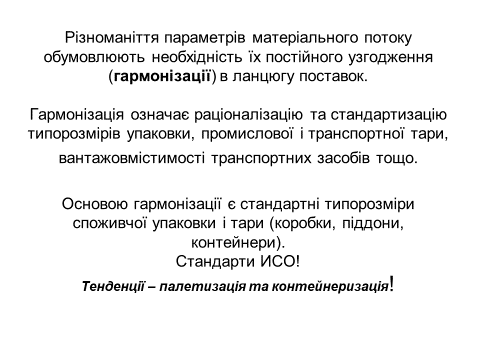 Різноманіття параметрів матеріального потоку
обумовлюють необхідність їх постійного узгодження
(гармонізації) в ланцюгу поставок.
Гармонізація означає раціоналізацію та стандартизацію
типорозмірів упаковки, промислової і транспортної тари,
вантажовмістимості транспортних засобів тощо.
Основою гармонізації є стандартні типорозміри
споживчої упаковки і тари (коробки, піддони,
контейнери).
Стандарти ИСО!
Тенденції – палетизація та контейнеризація!